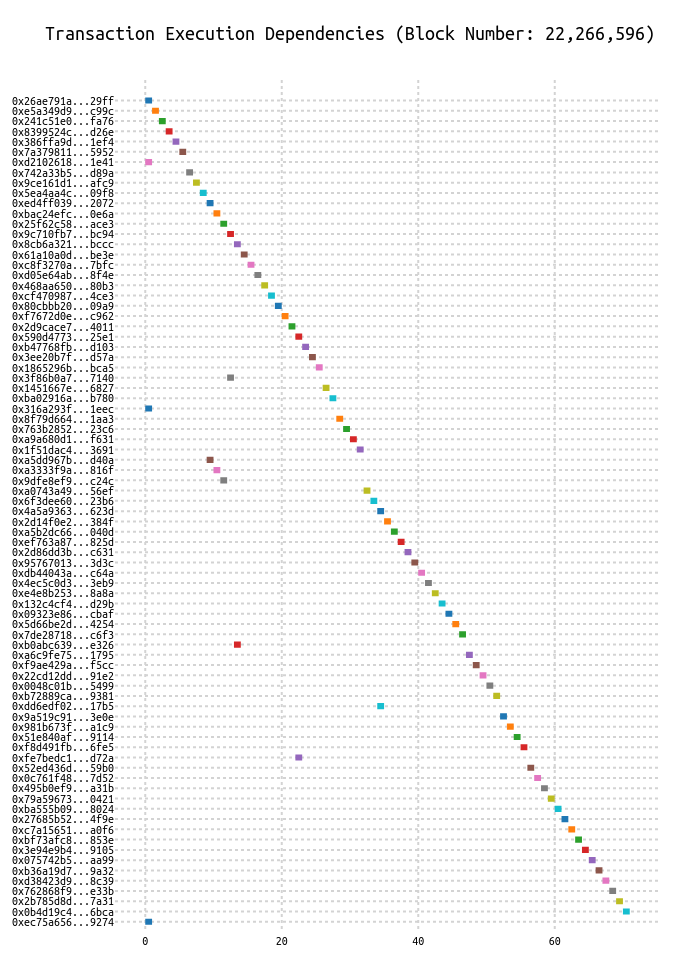 Transaction Execution Dependencies (Block Number: 22,266,596)
0x26ae791a...29ff
0xe5a349d9...c99c
0x241c51e0...fa76
0x8399524c...d26e
0x386ffa9d...1ef4
0x7a379811...5952
0xd2102618...1e41
0x742a33b5...d89a
0x9ce161d1...afc9
0x5ea4aa4c...09f8
0xed4ff039...2072
0xbac24efc...0e6a
0x25f62c58...ace3
0x9c710fb7...bc94
0x8cb6a321...bccc
0x61a10a0d...be3e
0xc8f3270a...7bfc
0xd05e64ab...8f4e
0x468aa650...80b3
0xcf470987...4ce3
0x80cbbb20...09a9
0xf7672d0e...c962
0x2d9cace7...4011
0x590d4773...25e1
0xb47768fb...d103
0x3ee20b7f...d57a
0x1865296b...bca5
0x3f86b0a7...7140
0x1451667e...6827
0xba02916a...b780
0x316a293f...1eec
0x8f79d664...1aa3
0x763b2852...23c6
0xa9a680d1...f631
0x1f51dac4...3691
0xa5dd967b...d40a
0xa3333f9a...816f
0x9dfe8ef9...c24c
0xa0743a49...56ef
0x6f3dee60...23b6
0x4a5a9363...623d
0x2d14f0e2...384f
0xa5b2dc66...040d
0xef763a87...825d
0x2d86dd3b...c631
0x95767013...3d3c
0xdb44043a...c64a
0x4ec5c0d3...3eb9
0xe4e8b253...8a8a
0x132c4cf4...d29b
0x09323e86...cbaf
0x5d66be2d...4254
0x7de28718...c6f3
0xb0abc639...e326
0xa6c9fe75...1795
0xf9ae429a...f5cc
0x22cd12dd...91e2
0x0048c01b...5499
0xb72889ca...9381
0xdd6edf02...17b5
0x9a519c91...3e0e
0x981b673f...a1c9
0x51e840af...9114
0xf8d491fb...6fe5
0xfe7bedc1...d72a
0x52ed436d...59b0
0x0c761f48...7d52
0x495b0ef9...a31b
0x79a59673...0421
0xba555b09...8024
0x27685b52...4f9e
0xc7a15651...a0f6
0xbf73afc8...853e
0x3e94e9b4...9105
0x075742b5...aa99
0xb36a19d7...9a32
0xd38423d9...8c39
0x762868f9...e33b
0x2b785d8d...7a31
0x0b4d19c4...6bca
0xec75a656...9274
0 20 40 60